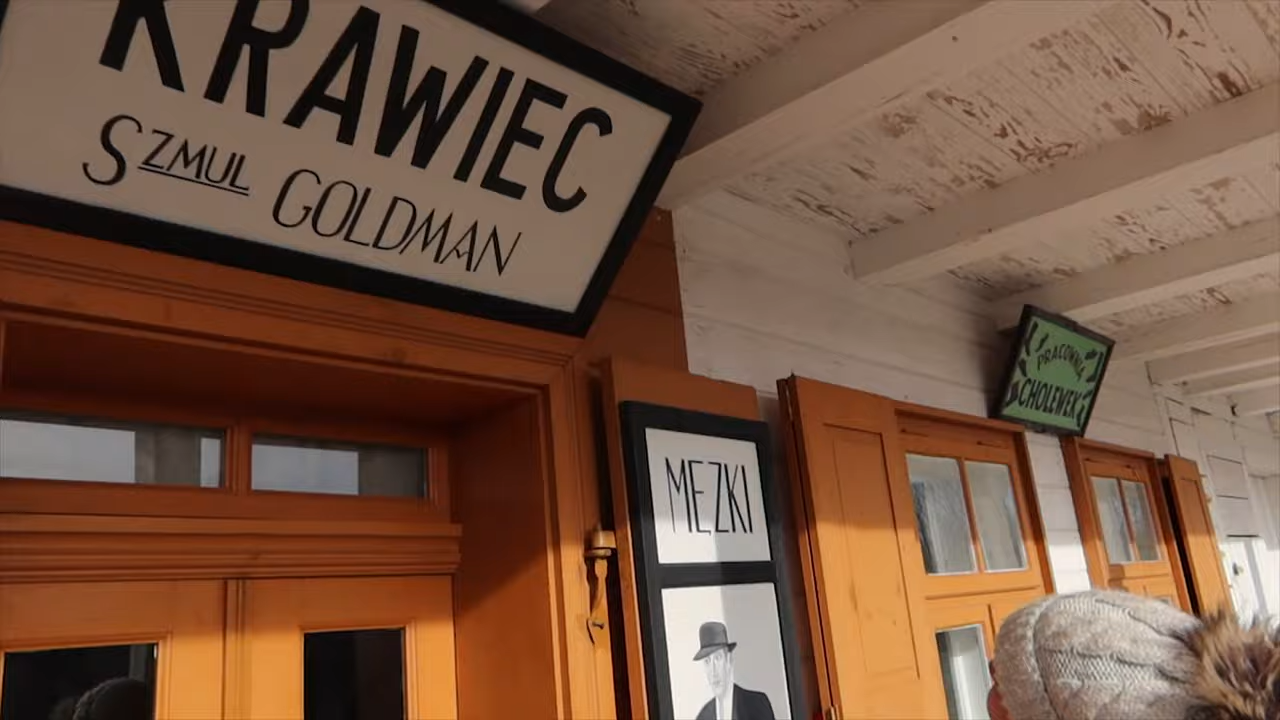 KRAWIEC
SZMUL GOLDMAN
MĘZKI
PRACOWNIA
CHOLEWEK